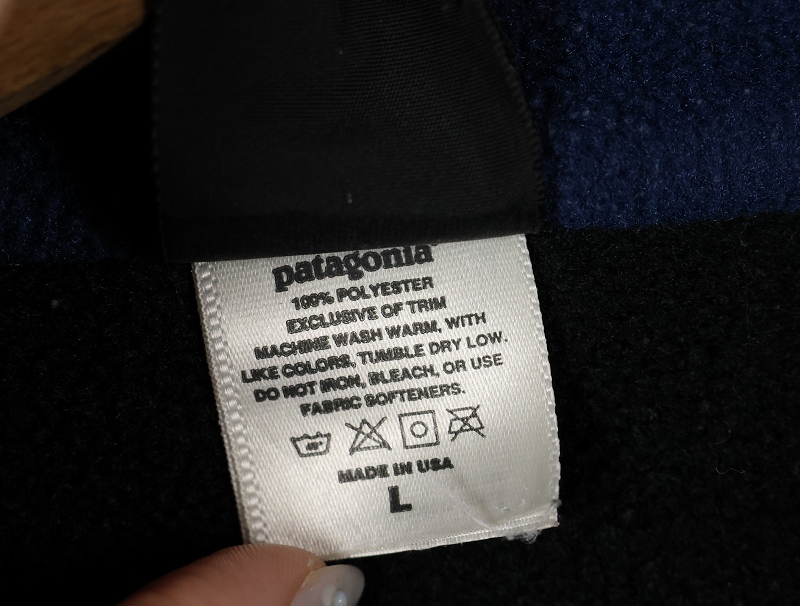 patagonia®
100% POLYESTER
EXCLUSIVE OF TRIM
MACHINE WASH WARM, WITH
LIKE COLORS, TUMBLE DRY LOW.
DO NOT IRON, BLEACH, OR USE
FABRIC SOFTENERS.
40°
MADE IN USA
L